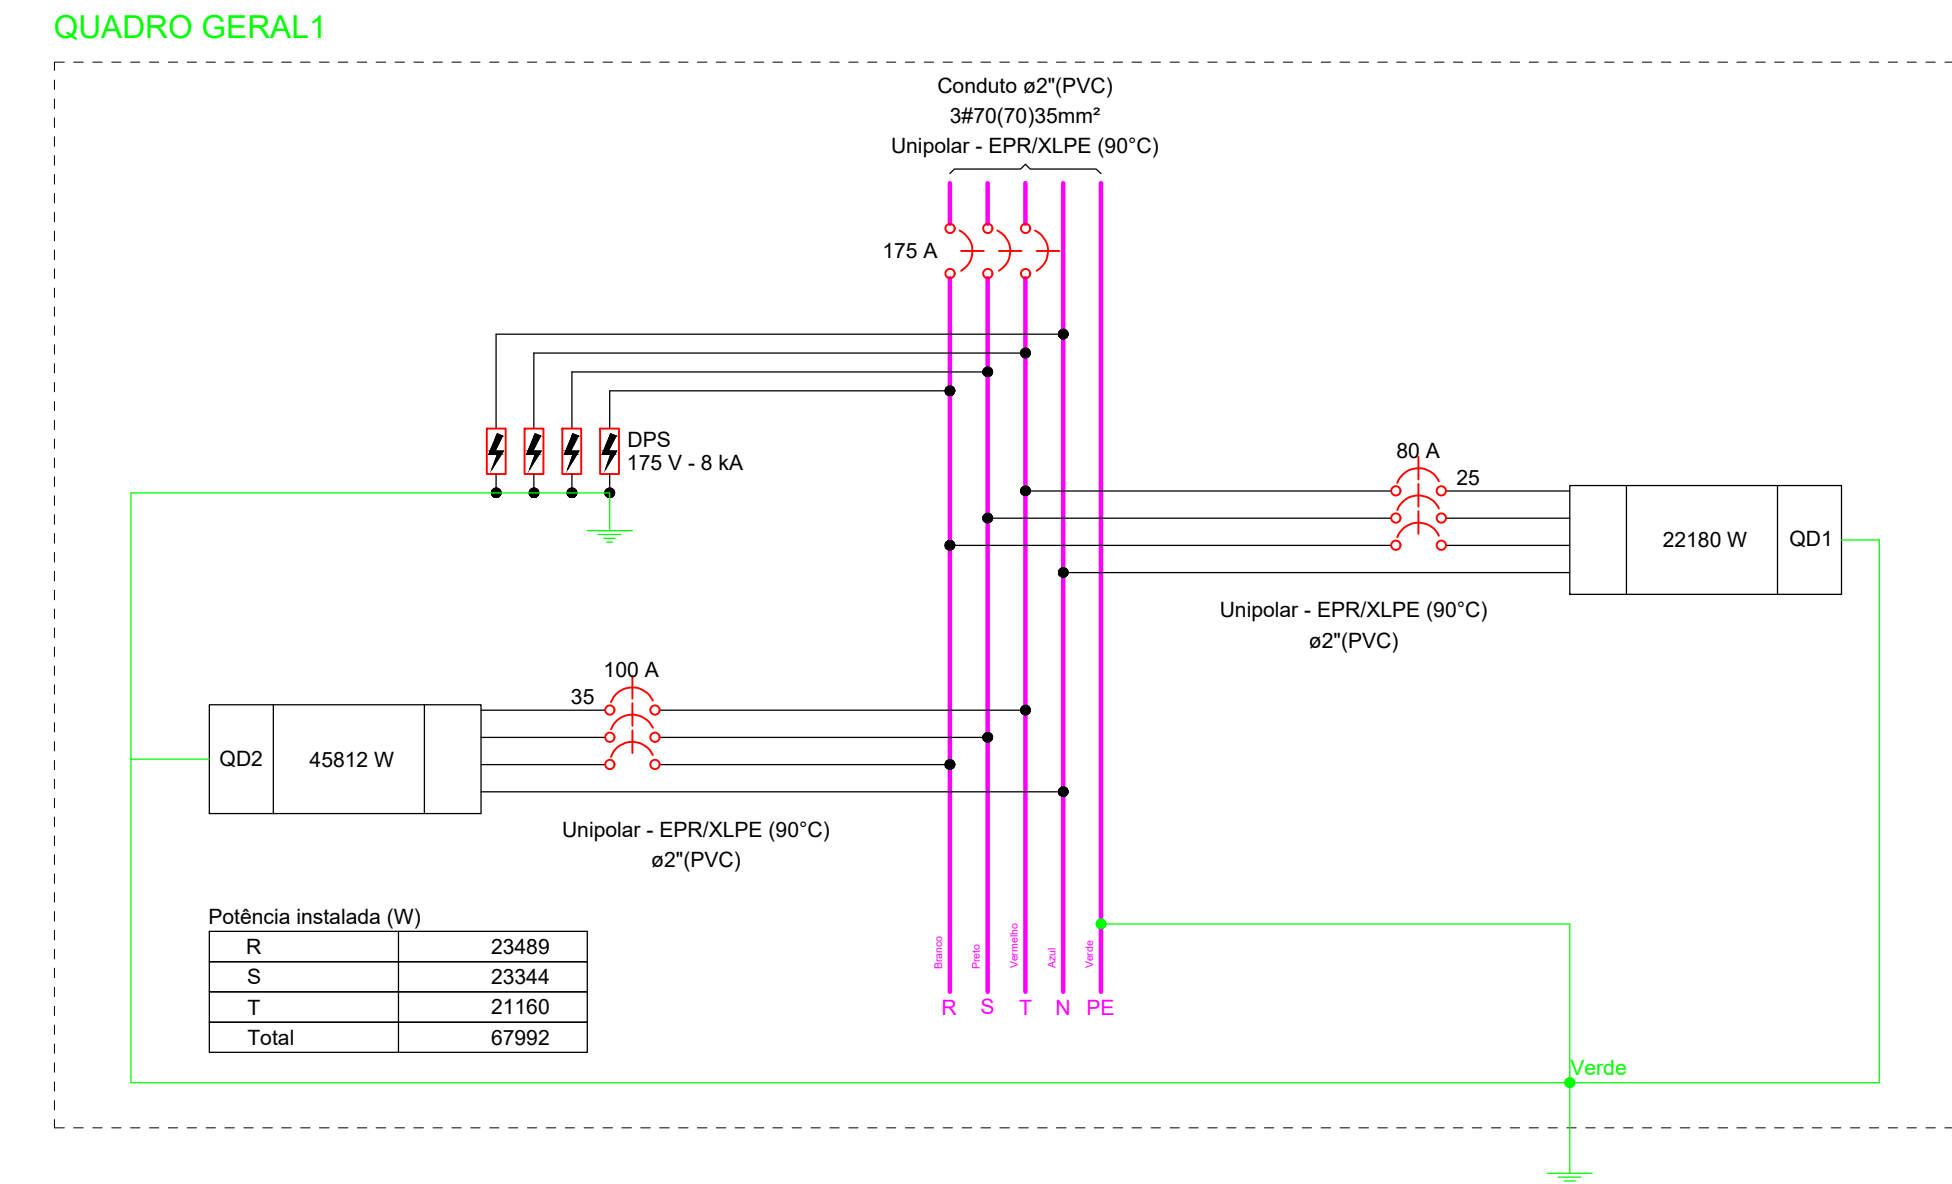 QUADRO GERAL1
Conduto ø2"(PVC)
3#70(70)35mm²
Unipolar - EPR/XLPE (90°C)
175 A
DPS
175 V - 8 kA
80 A
25
22180 W
QD1
Unipolar - EPR/XLPE (90°C)
ø2"(PVC)
100 A
35
QD2
45812 W
Unipolar - EPR/XLPE (90°C)
ø2"(PVC)
Potência instalada (W)
R 23489
S 23344
T 21160
Total 67992
Branco
Preto
Vermelho
Azul
Verde
R S T N PE
Verde